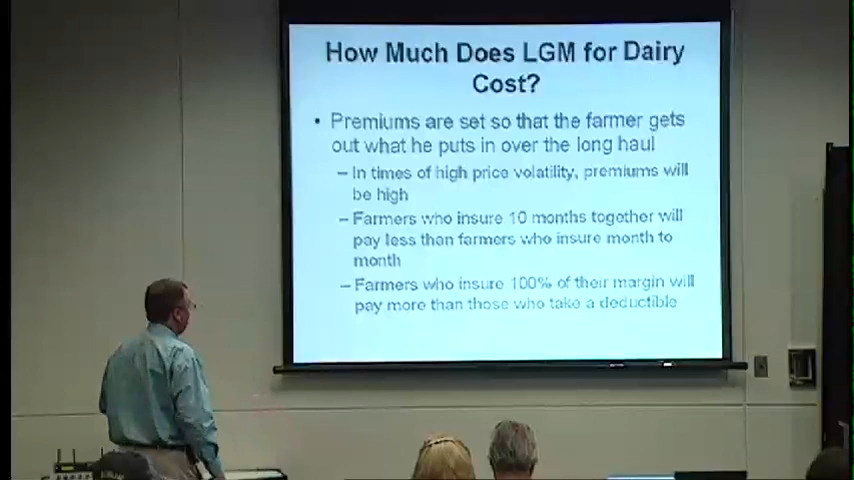 How Much Does LGM for Dairy
Cost?
• Premiums are set so that the farmer gets
out what he puts in over the long haul
– In times of high price volatility, premiums will
be high
– Farmers who insure 10 months together will
pay less than farmers who insure month to
month
– Farmers who insure 100% of their margin will
pay more than those who take a deductible